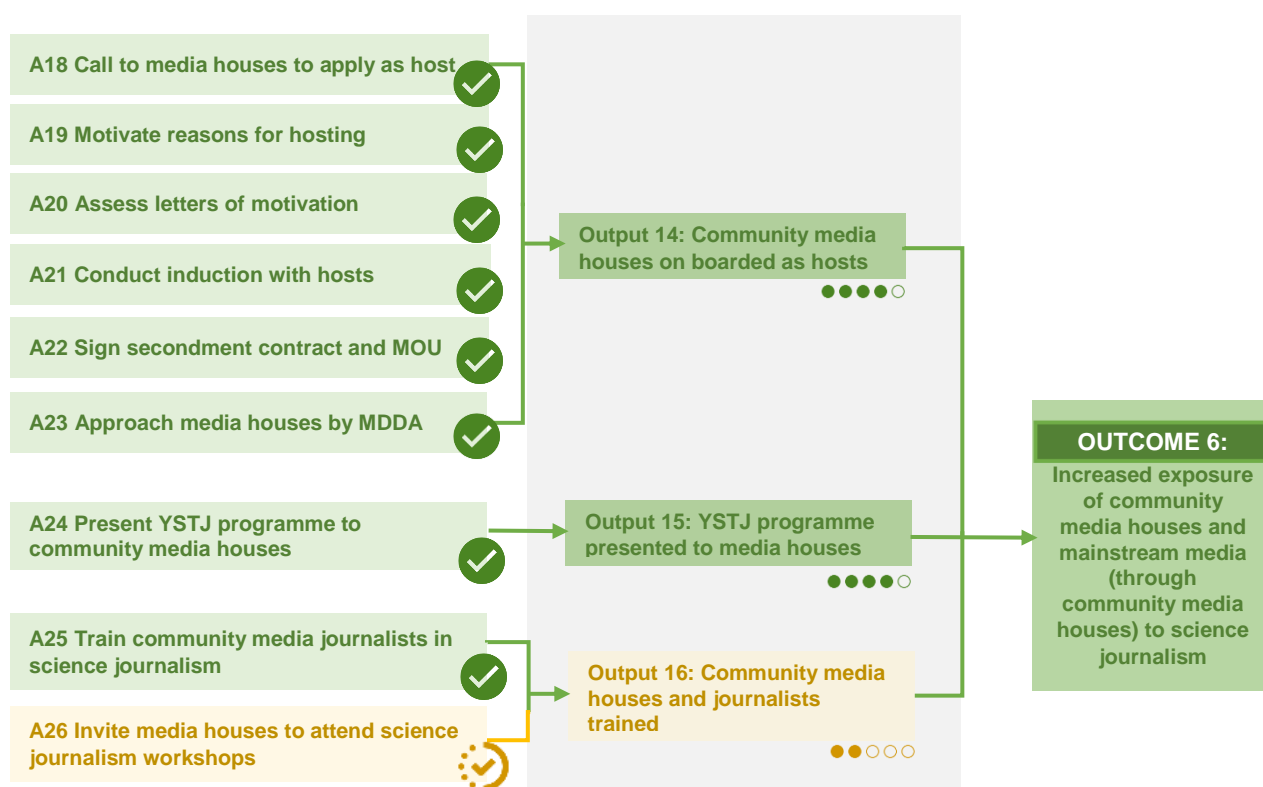 A18 Call to media houses to apply as host
A19 Motivate reasons for hosting
A20 Assess letters of motivation
A21 Conduct induction with hosts
A22 Sign secondment contract and MOU
A23 Approach media houses by MDDA
A24 Present YSTJ programme to
community media houses
A25 Train community media journalists in
science journalism
A26 Invite media houses to attend science
journalism workshops
Output 14: Community media
houses on boarded as hosts
Output 15: YSTJ programme
presented to media houses
Output 16: Community media
houses and journalists
trained
OUTCOME 6:
Increased exposure
of community
media houses and
mainstream media
(through
community media
houses) to science
journalism